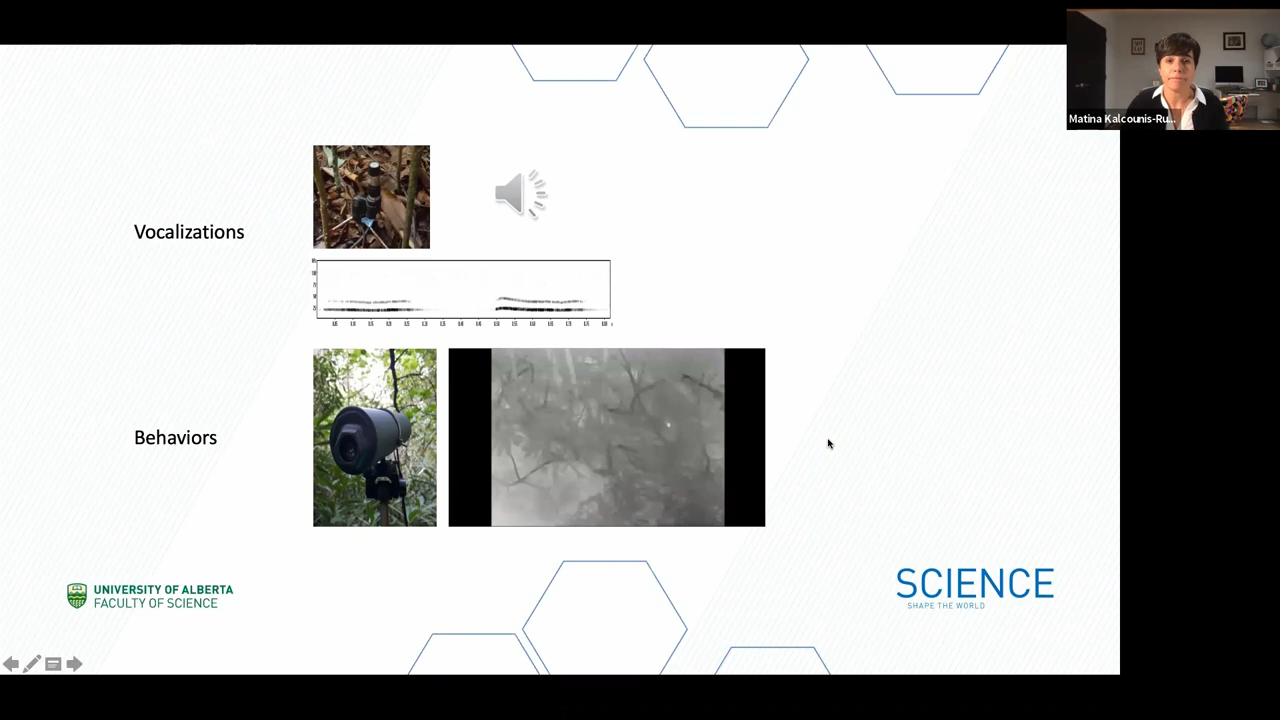 Matina Kalcounis-Ru...
Vocalizations
Behaviors
UNIVERSITY OF ALBERTA
FACULTY OF SCIENCE
SCIENCE
SHAPE THE WORLD